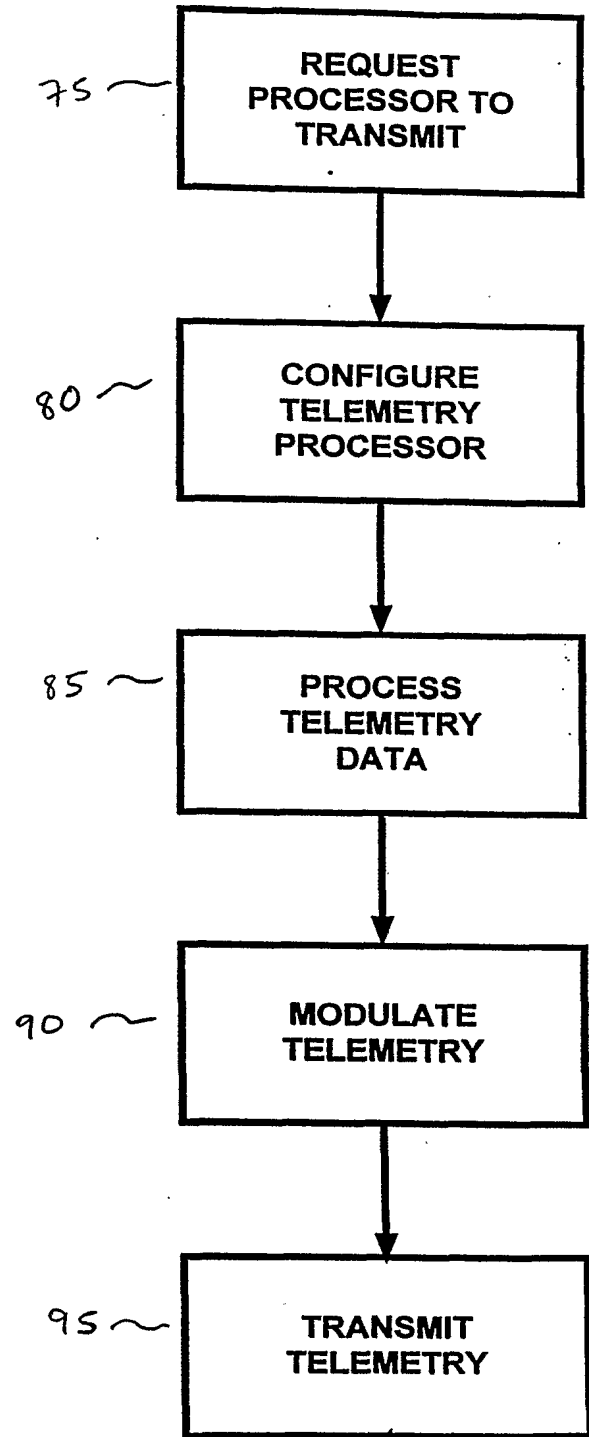 75
REQUEST
PROCESSOR TO
TRANSMIT
80
CONFIGURE
TELEMETRY
PROCESSOR
85
PROCESS
TELEMETRY
DATA
90
MODULATE
TELEMETRY
95
TRANSMIT
TELEMETRY